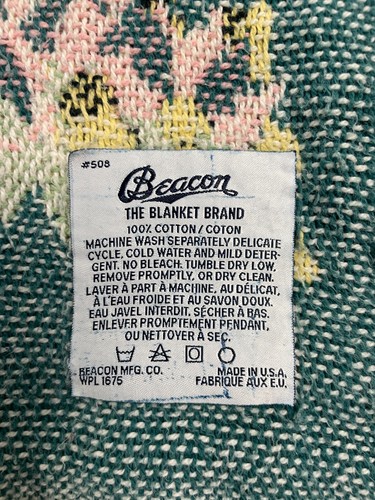 #508
Beacon
THE BLANKET BRAND
100% COTTON / COTON
MACHINE WASH SEPARATELY DELICATE
CYCLE, COLD WATER AND MILD DETER-
GENT. NO BLEACH. TUMBLE DRY LOW.
REMOVE PROMPTLY, OR DRY CLEAN.
LAVER À PART À MACHINE, AU DÉLICAT,
À L'EAU FROIDE ET AU SAVON DOUX.
EAU JAVEL INTERDIT. SÉCHER À BAS.
ENLEVER PROMPTEMENT PENDANT,
OU NETTOYER À SEC.
BEACON MFG. CO. MADE IN U.S.A.
WPL 1675 FABRIQUE AUX E.U.